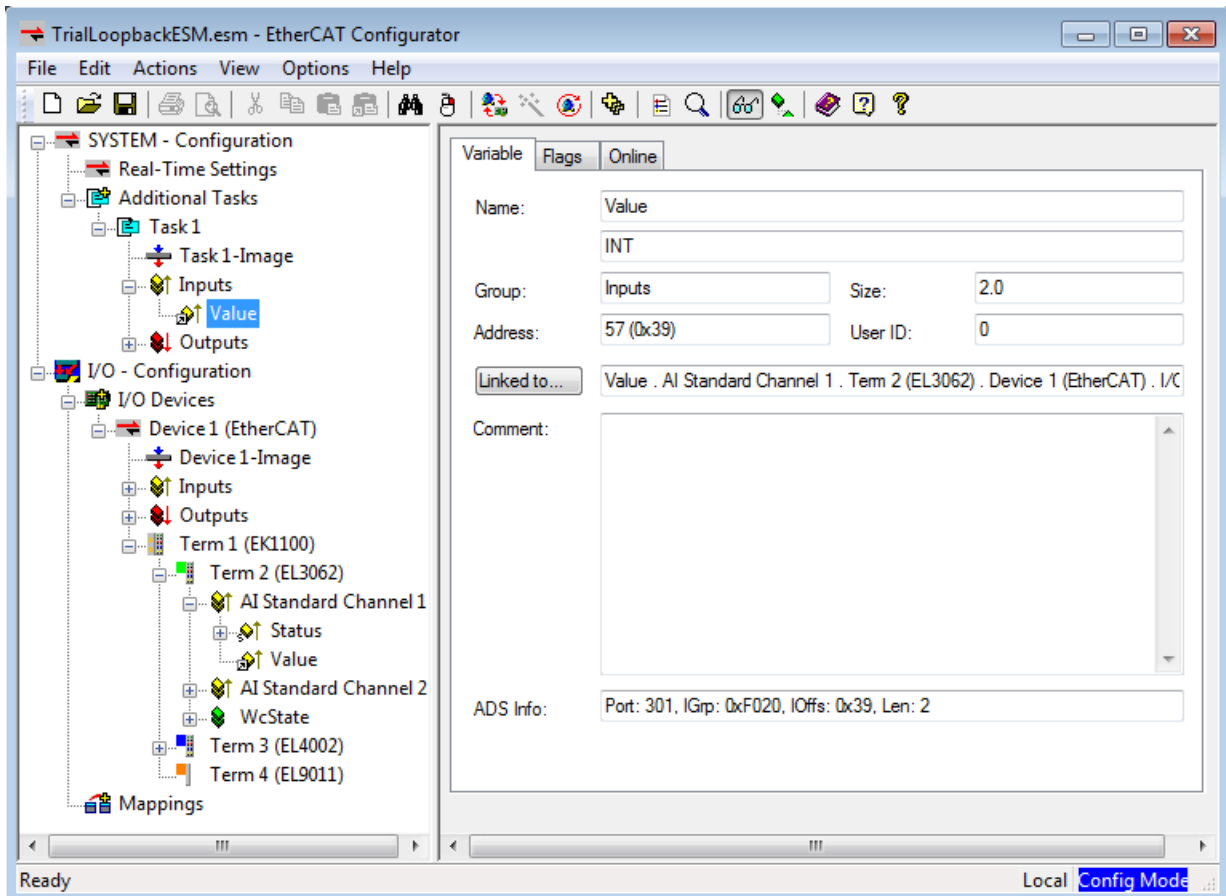 TrialLoopbackESM.esm - EtherCAT Configurator
File Edit Actions View Options Help
SYSTEM - Configuration
Real-Time Settings
Additional Tasks
Task 1
Task 1-Image
Inputs
Value
Outputs
I/O - Configuration
I/O Devices
Device 1 (EtherCAT)
Device 1-Image
Inputs
Outputs
Term 1 (EK1100)
Term 2 (EL3062)
AI Standard Channel 1
Status
Value
AI Standard Channel 2
WcState
Term 3 (EL4002)
Term 4 (EL9011)
Mappings
Variable Flags Online
Name: Value
INT
Group: Inputs Size: 2.0
Address: 57 (0x39) User ID: 0
Linked to... Value . AI Standard Channel 1 . Term 2 (EL3062) . Device 1 (EtherCAT) . I/C
Comment:
ADS Info: Port: 301, IGrp: 0xF020, IOffs: 0x39, Len: 2
Ready Local Config Mode